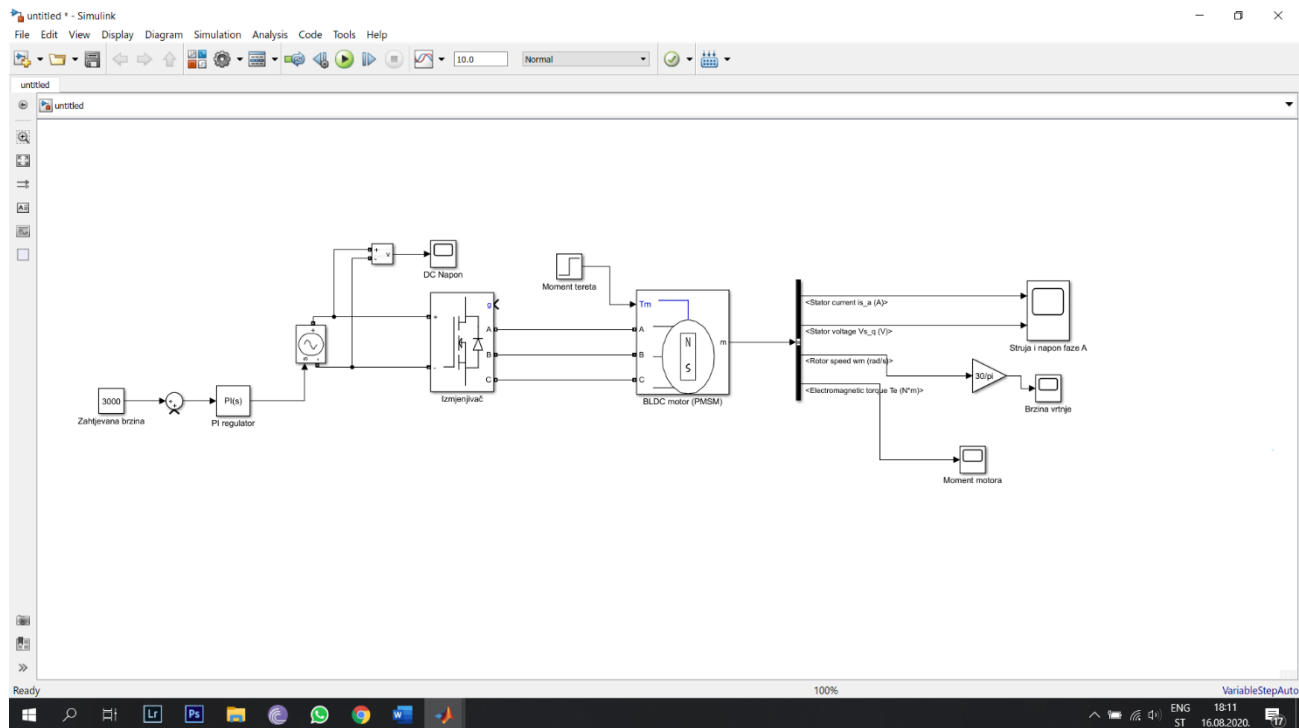 untitled * - Simulink
File Edit View Display Diagram Simulation Analysis Code Tools Help
10.0 Normal
untitled
untitled
+
-
v
DC Napon
Moment tereta
g
+
-
A
B
C
Izmjenjivač
Tm
A
B
C
N
S
m
BLDC motor (PMSM)
<Stator current is_a (A)>
<Stator voltage Vs_q (V)>
<Rotor speed wm (rad/s)>
<Electromagnetic torque Te (N*m)>
Struja i napon faze A
30/pi
Brzina vrtnje
Moment motora
s
+
-
3000
Zahtjevana brzina
PI(s)
PI regulator
Ready 100% VariableStepAuto
Lr Ps
ENG 18:11
ST 16.08.2020.
17